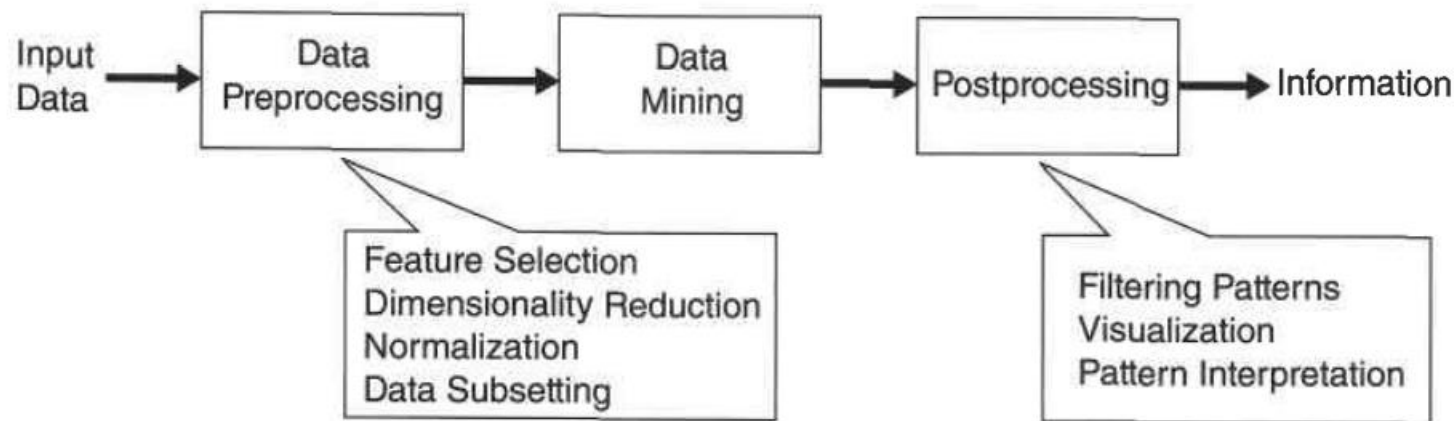 Input
Data
Data
Preprocessing
Data
Mining
Postprocessing
Information
Feature Selection
Dimensionality Reduction
Normalization
Data Subsetting
Filtering Patterns
Visualization
Pattern Interpretation